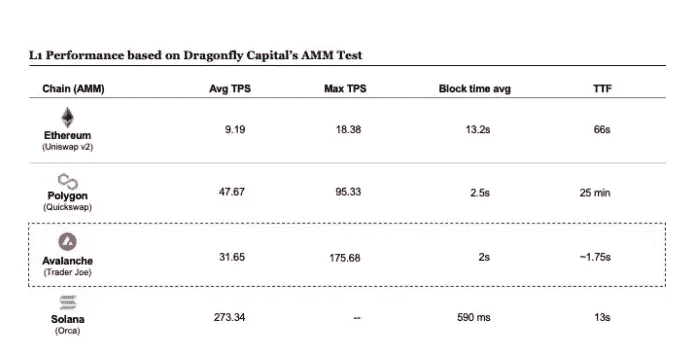 L1 Performance based on Dragonfly Capital's AMM Test
Chain (AMM) Avg TPS Max TPS Block time avg TTF
Ethereum 9.19 18.38 13.2s 66s
(Uniswap v2)
Polygon 47.67 95.33 2.5s 25 min
(Quickswap)
Avalanche 31.65 175.68 2s ~1.75s
(Trader Joe)
Solana 273.34 -- 590 ms 13s
(Orca)